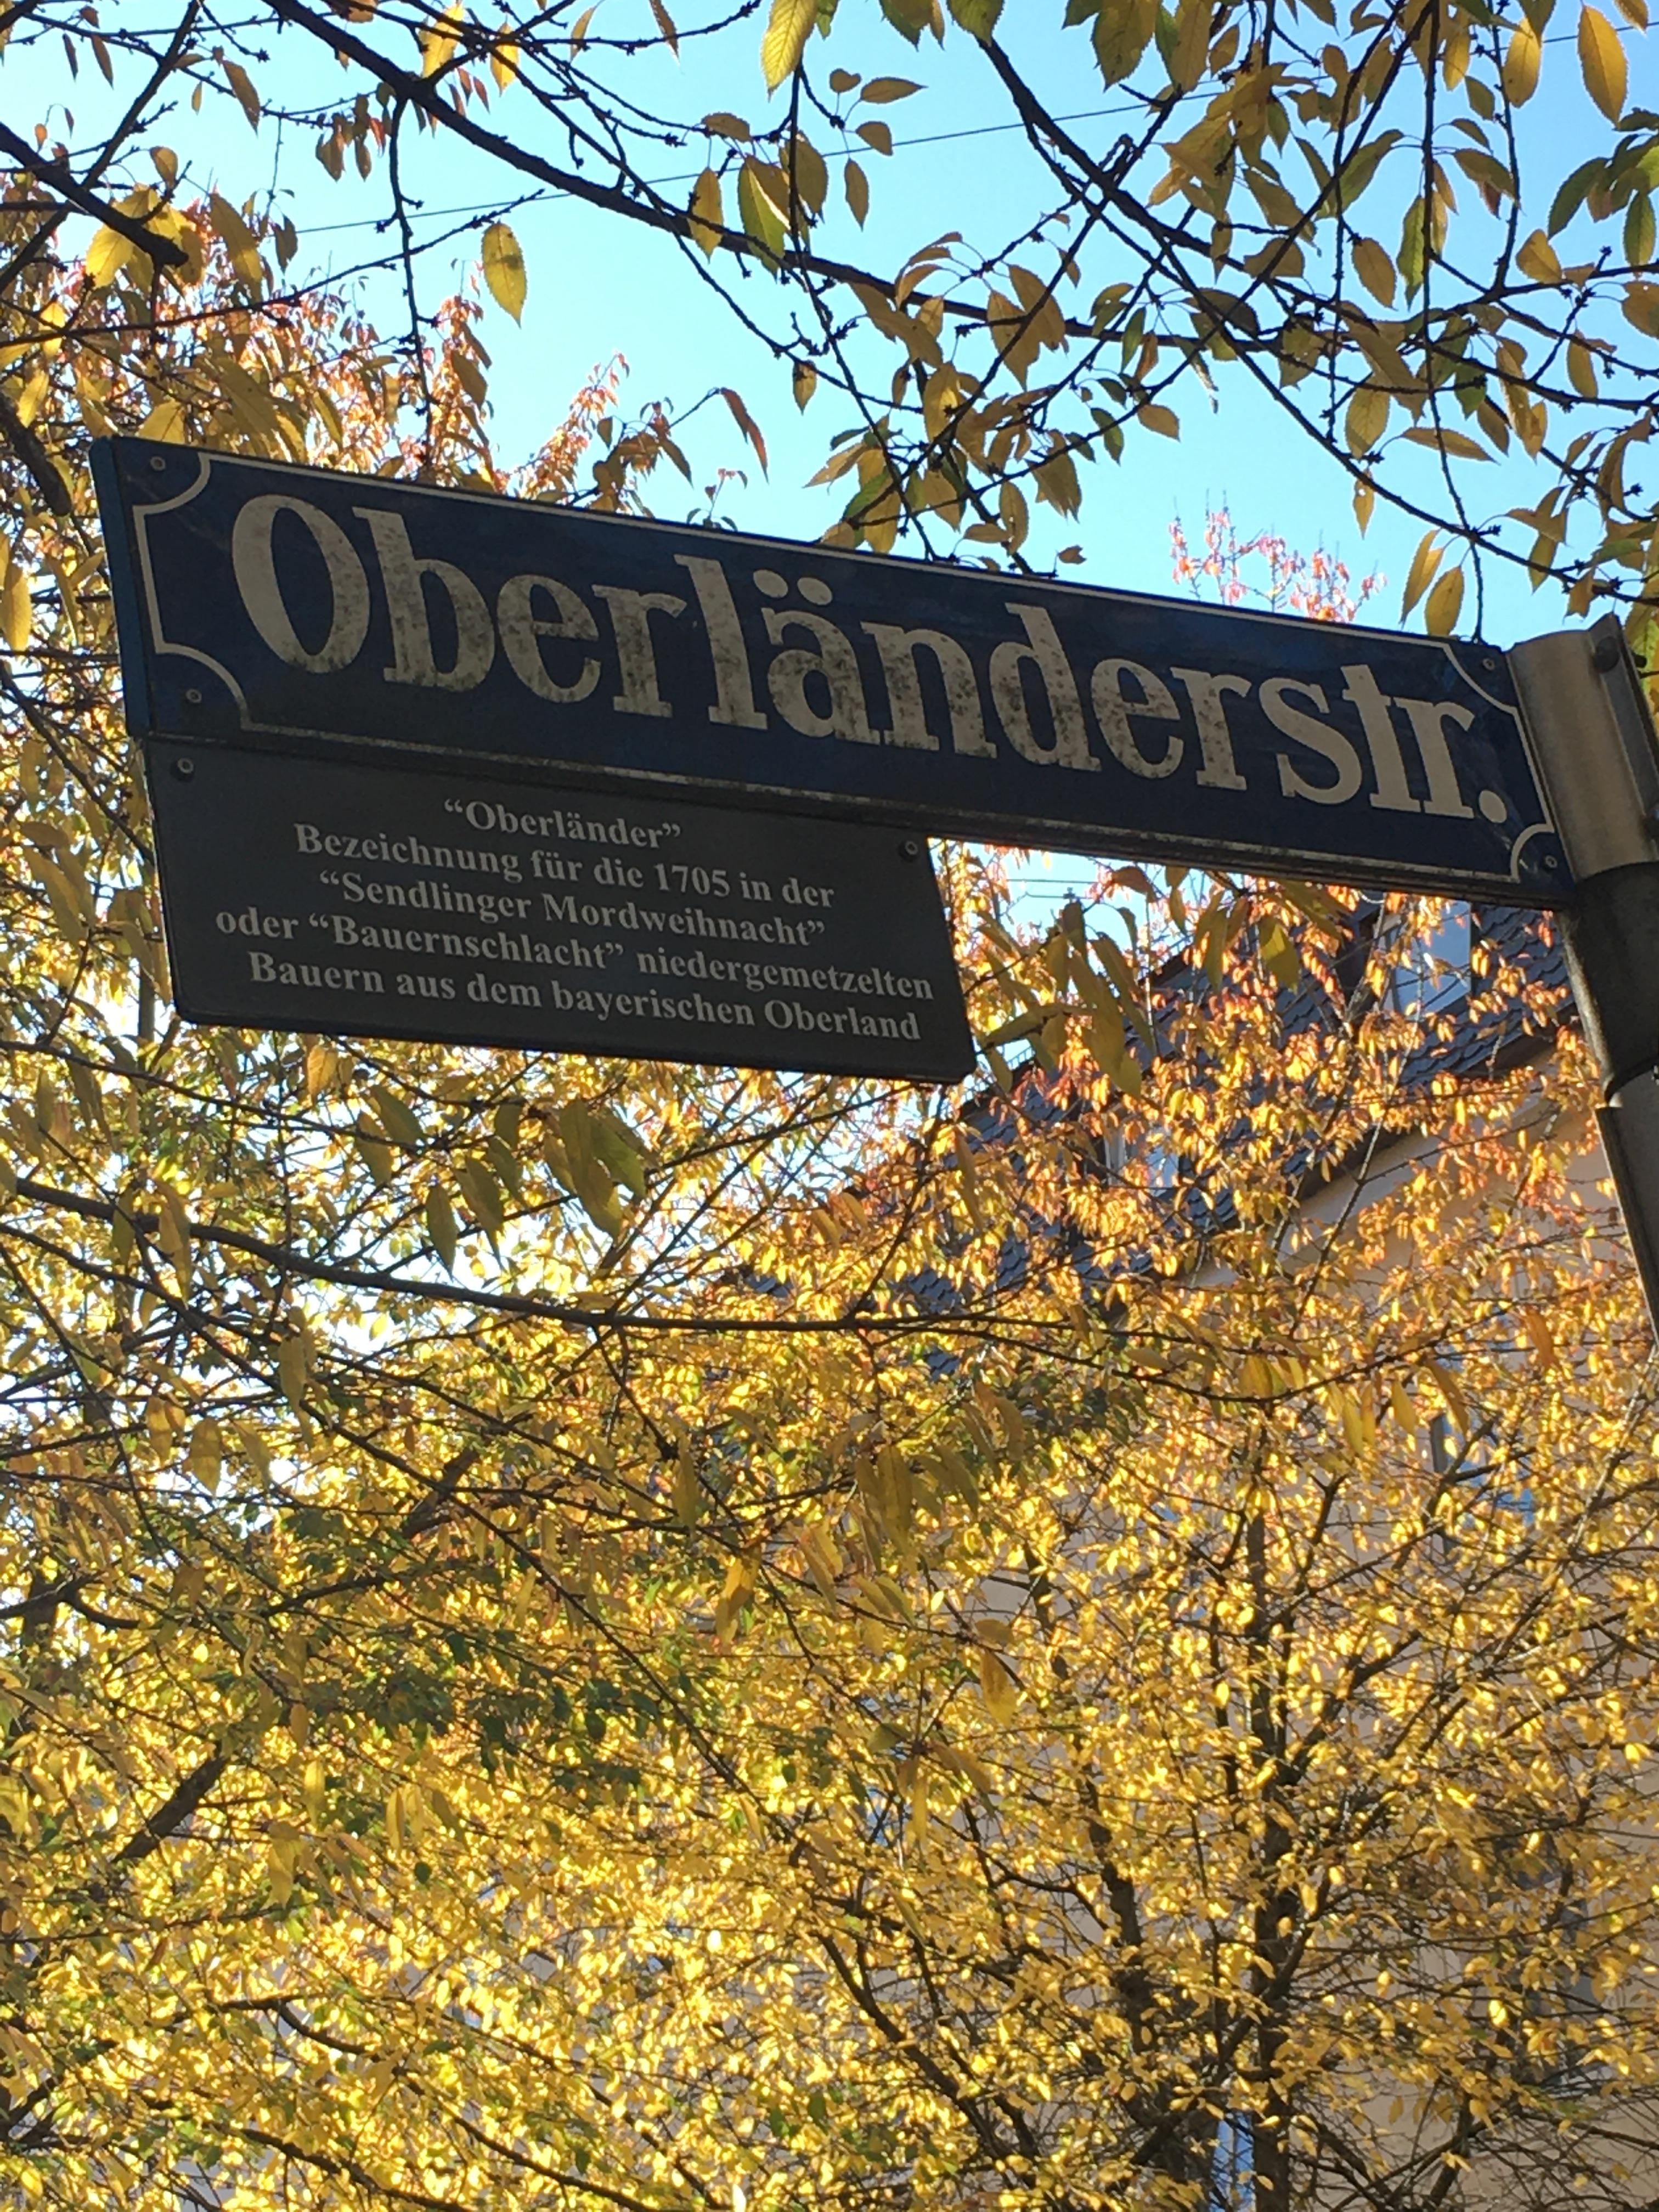 Oberländerstr.
“Oberländer”
Bezeichnung für die 1705 in der
“Sendlinger Mordweihnacht”
oder “Bauernschlacht” niedergemetzelten
Bauern aus dem bayerischen Oberland